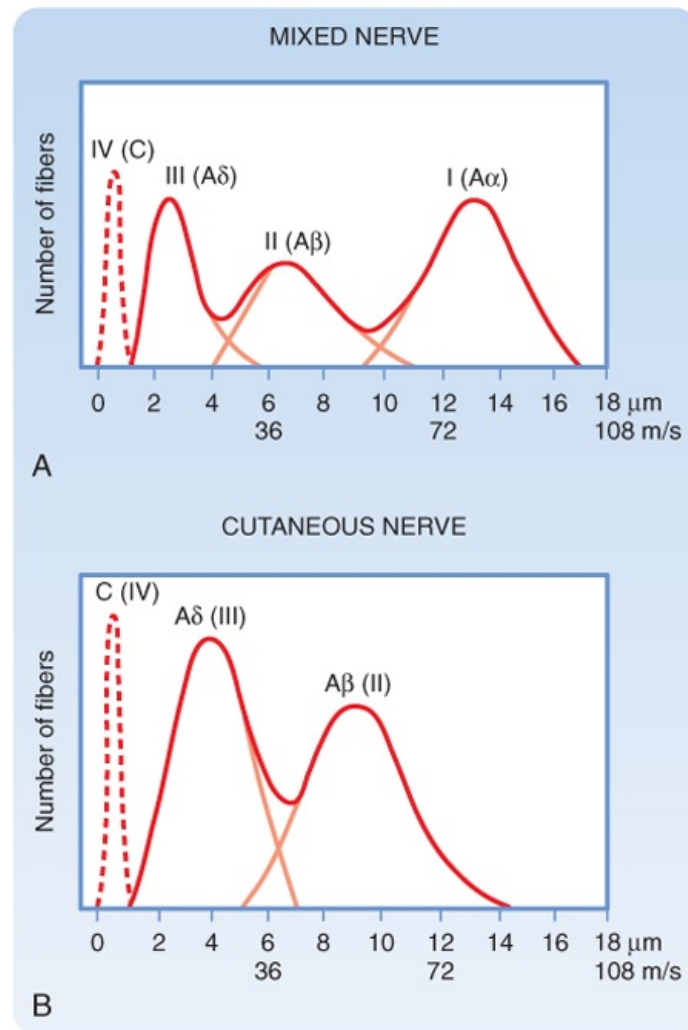 MIXED NERVE
Number of fibers
IV (C)
III (Aδ)
II (Aβ)
I (Aα)
0 2 4 6 8 10 12 14 16 18 μm
36 72 108 m/s
A
CUTANEOUS NERVE
Number of fibers
C (IV)
Aδ (III)
Aβ (II)
0 2 4 6 8 10 12 14 16 18 μm
36 72 108 m/s
B